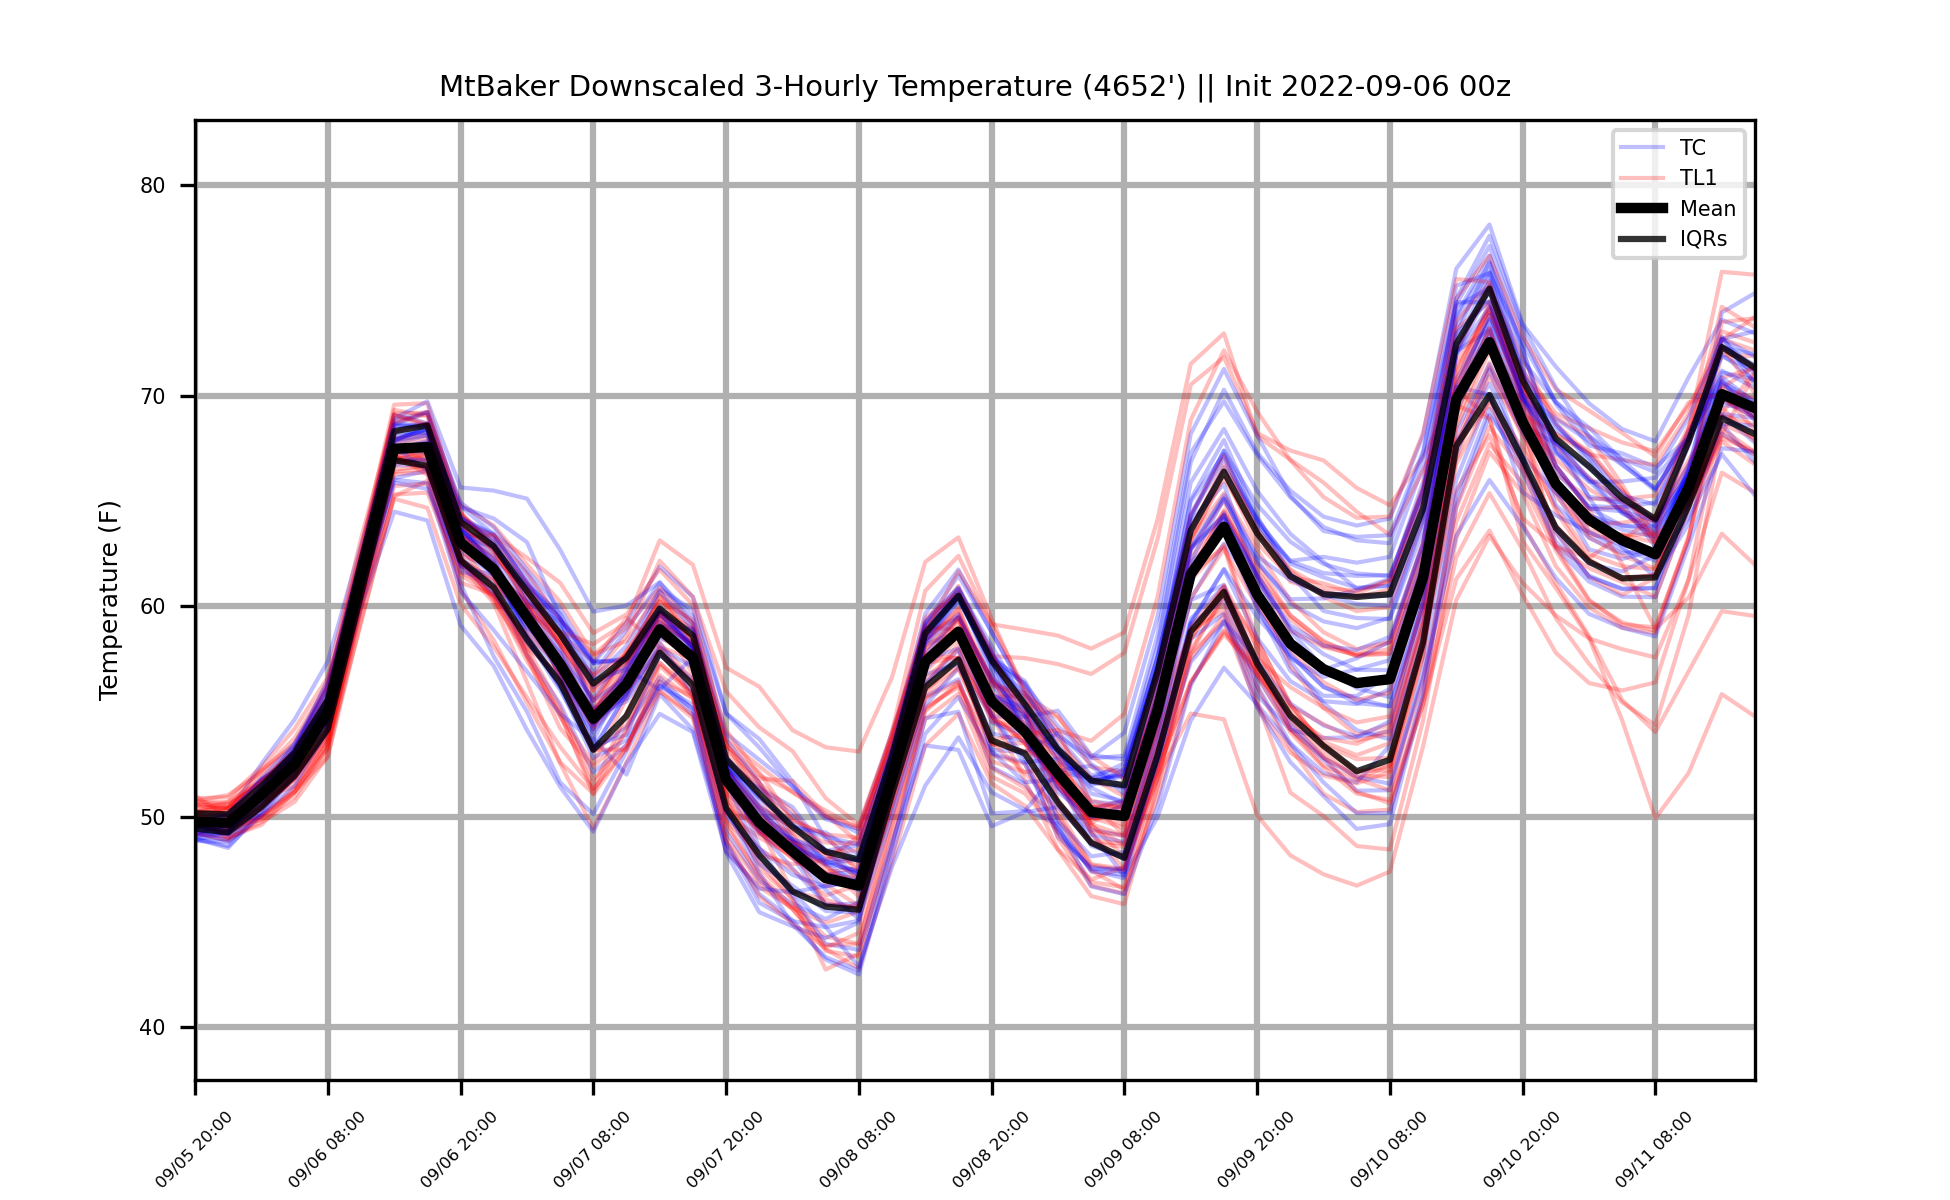 MtBaker Downscaled 3-Hourly Temperature (4652') || Init 2022-09-06 00z
TC
TL1
Mean
IQRs
Temperature (F)
80
70
60
50
40
09/05 20:00
09/06 08:00
09/06 20:00
09/07 08:00
09/07 20:00
09/08 08:00
09/08 20:00
09/09 08:00
09/09 20:00
09/10 08:00
09/10 20:00
09/11 08:00